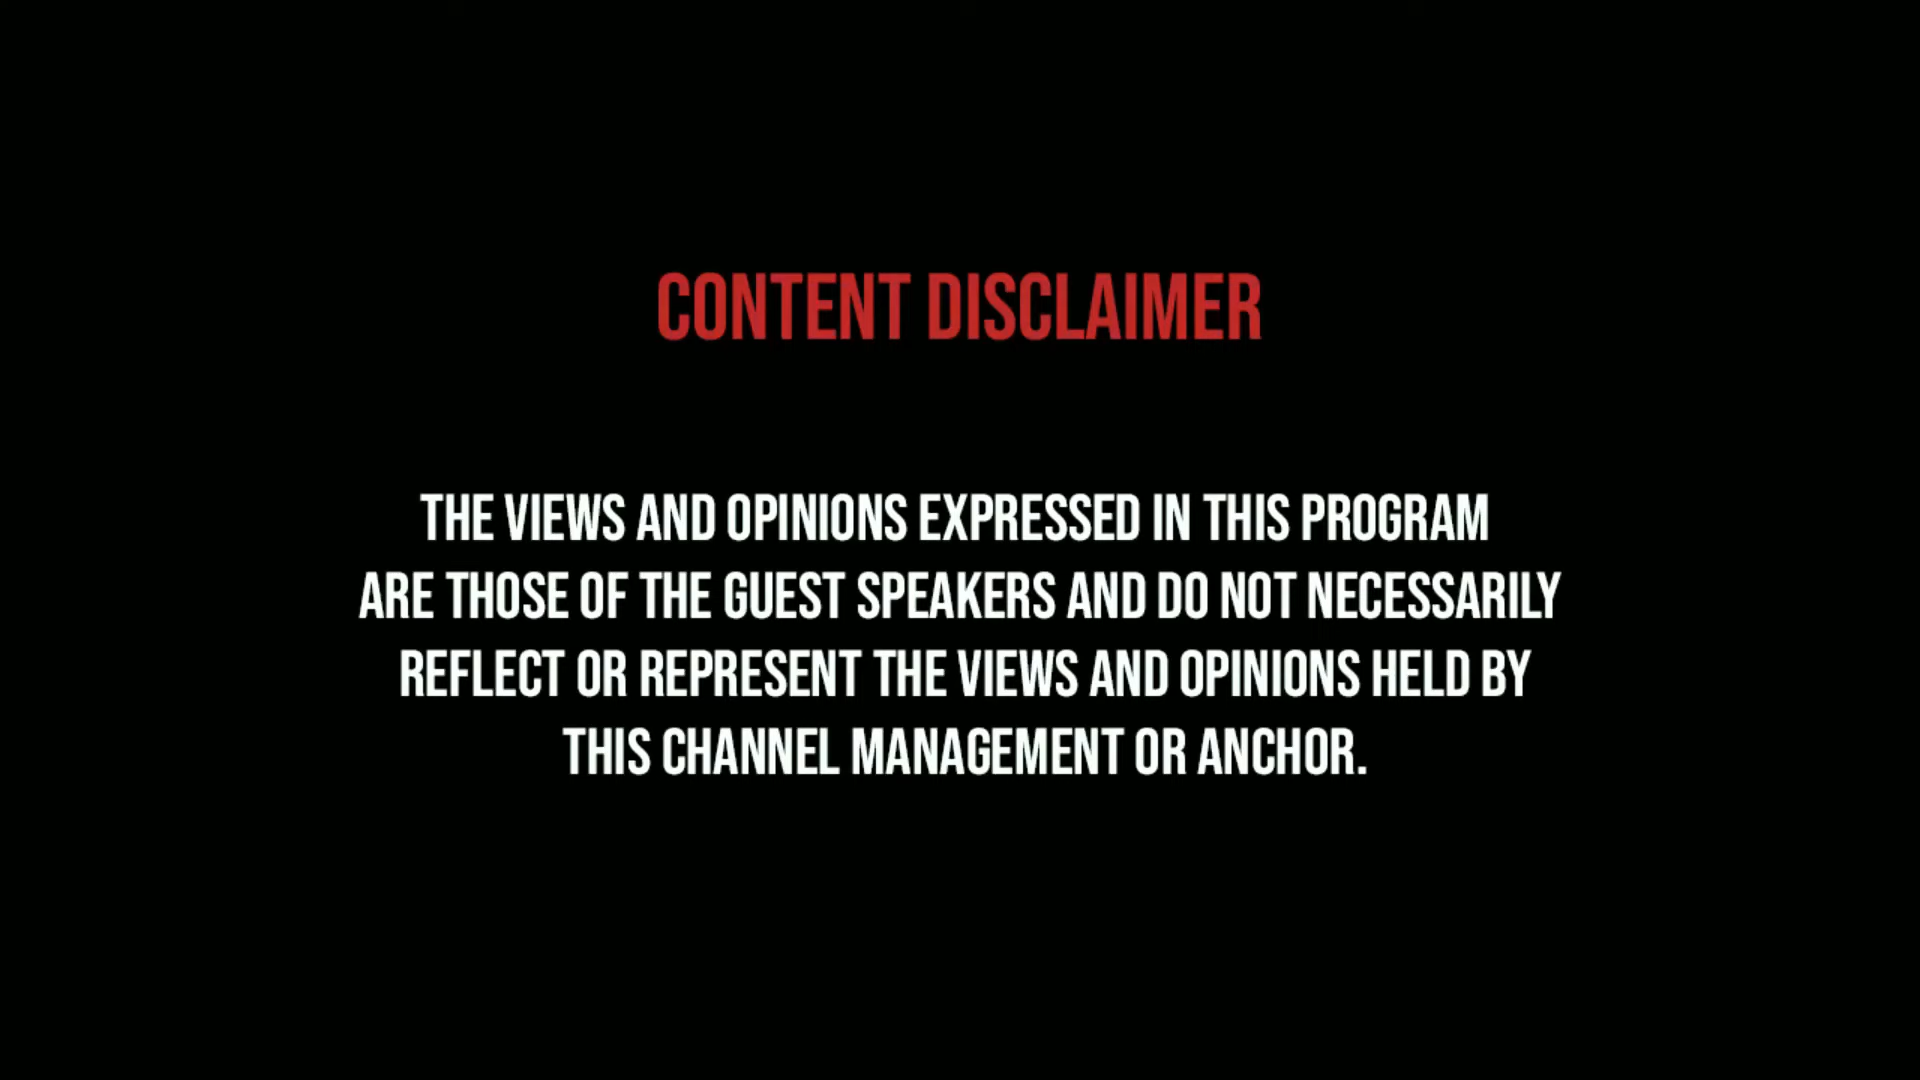 CONTENT DISCLAIMER
THE VIEWS AND OPINIONS EXPRESSED IN THIS PROGRAM
ARE THOSE OF THE GUEST SPEAKERS AND DO NOT NECESSARILY
REFLECT OR REPRESENT THE VIEWS AND OPINIONS HELD BY
THIS CHANNEL MANAGEMENT OR ANCHOR.